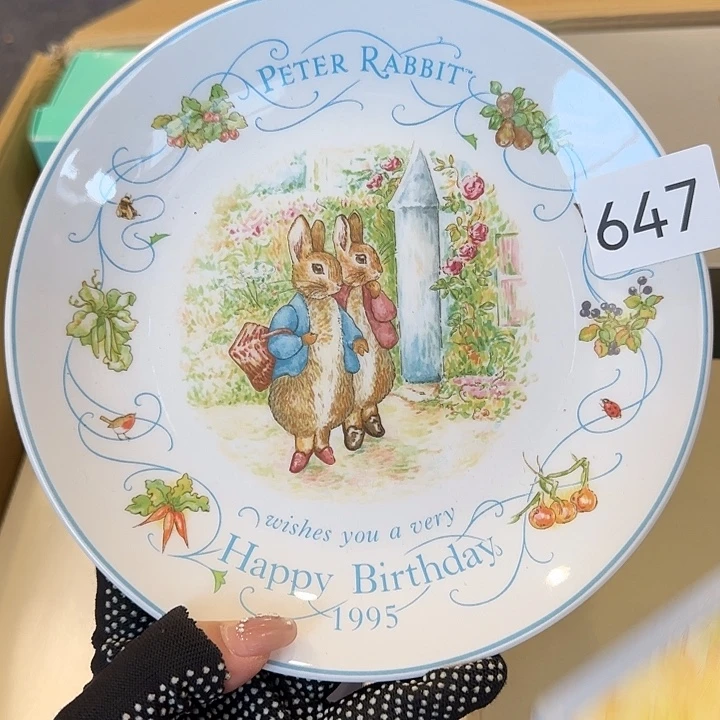 PETER RABBIT™
647
wishes you a very
Happy Birthday
1995